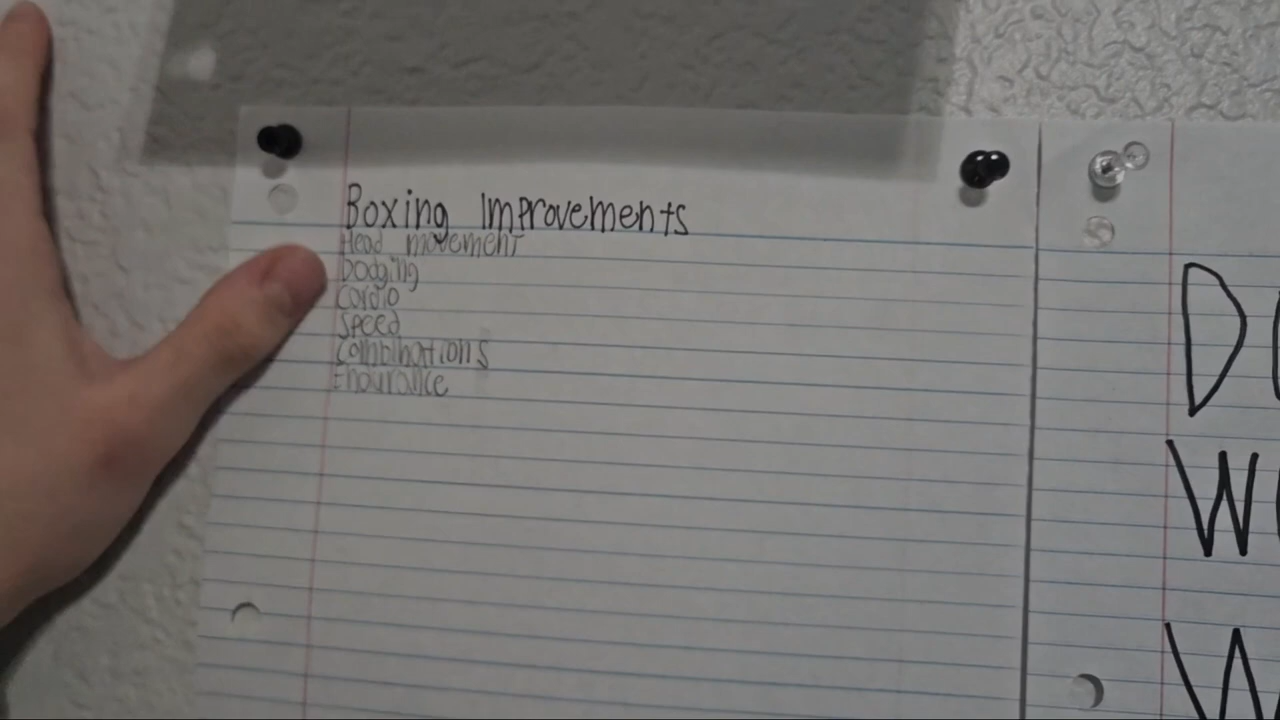 Boxing Improvements
Head movement
Dodging
Cardio
Speed
Combinations
Endurance
D
W
W